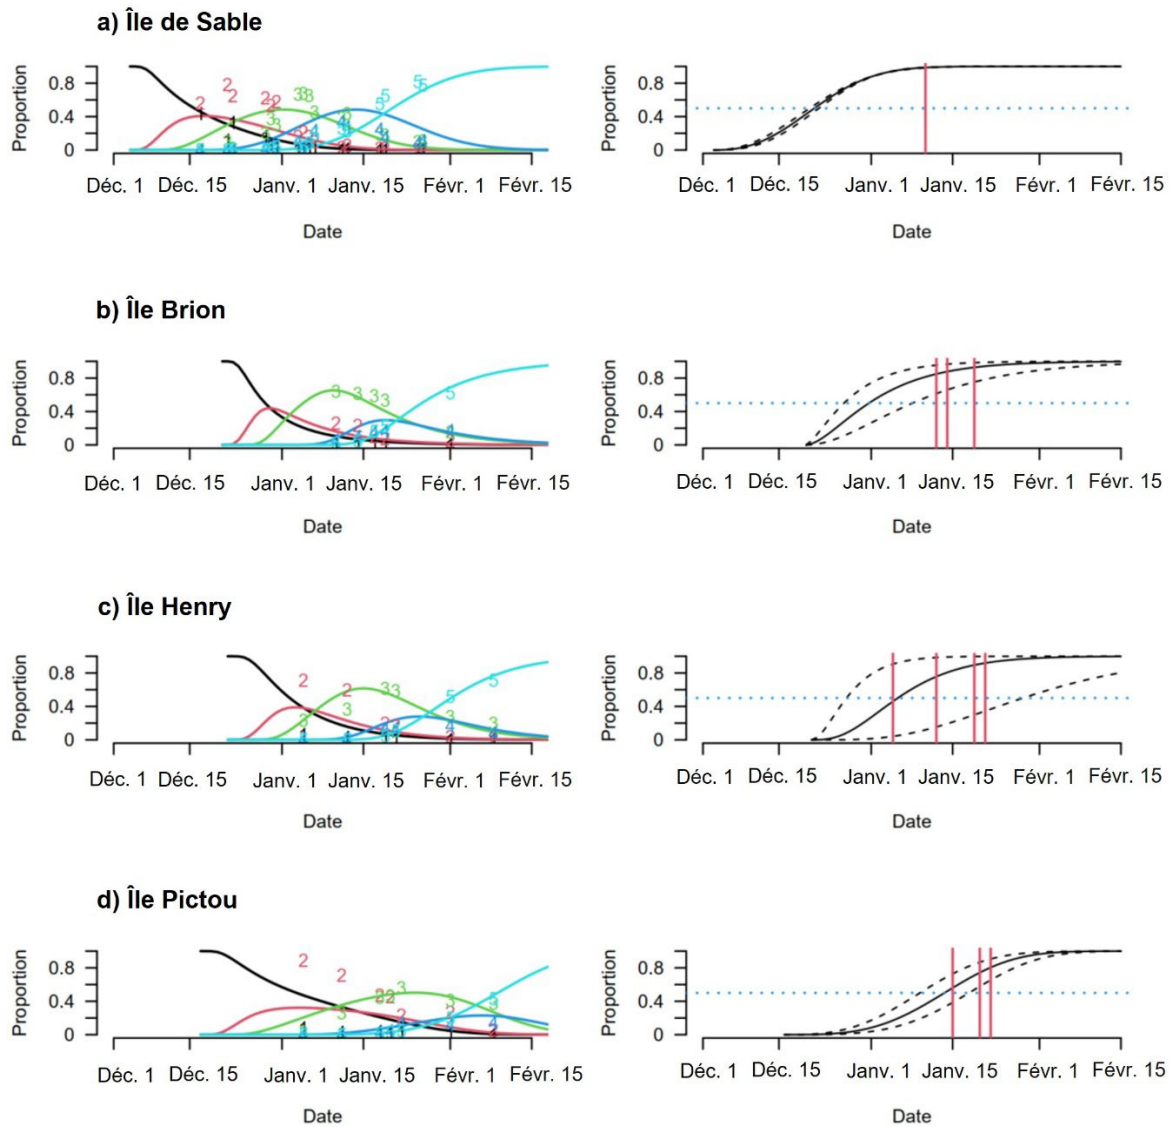 a) Île de Sable
Proportion
0.8
0.4
0
Déc. 1 Déc. 15 Janv. 1 Janv. 15 Févr. 1 Févr. 15
Date
Proportion
0.8
0.4
0
Déc. 1 Déc. 15 Janv. 1 Janv. 15 Févr. 1 Févr. 15
Date
b) Île Brion
Proportion
0.8
0.4
0
Déc. 1 Déc. 15 Janv. 1 Janv. 15 Févr. 1 Févr. 15
Date
Proportion
0.8
0.4
0
Déc. 1 Déc. 15 Janv. 1 Janv. 15 Févr. 1 Févr. 15
Date
c) Île Henry
Proportion
0.8
0.4
0
Déc. 1 Déc. 15 Janv. 1 Janv. 15 Févr. 1 Févr. 15
Date
Proportion
0.8
0.4
0
Déc. 1 Déc. 15 Janv. 1 Janv. 15 Févr. 1 Févr. 15
Date
d) Île Pictou
Proportion
0.8
0.4
0
Déc. 1 Déc. 15 Janv. 1 Janv. 15 Févr. 1 Févr. 15
Date
Proportion
0.8
0.4
0
Déc. 1 Déc. 15 Janv. 1 Janv. 15 Févr. 1 Févr. 15
Date